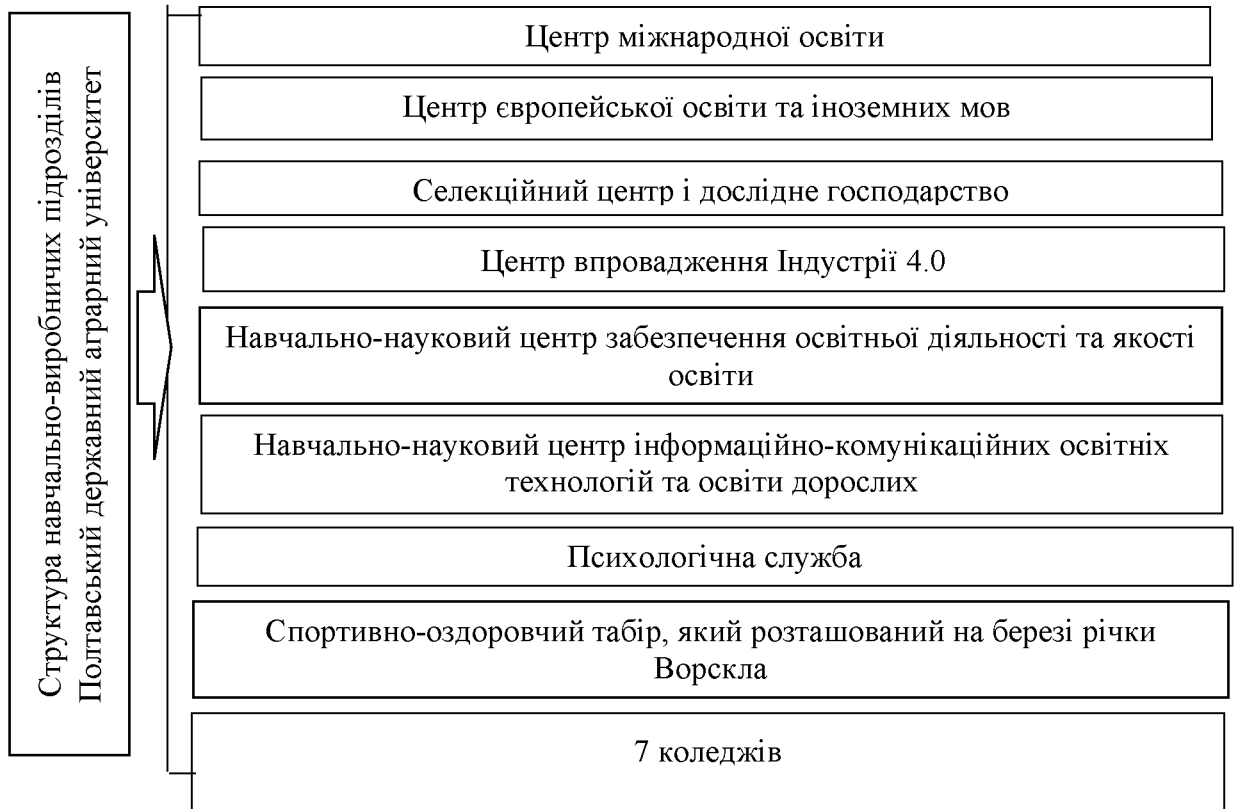 Структура навчально-виробничих підрозділів
Полтавський державний аграрний університет
Центр міжнародної освіти
Центр європейської освіти та іноземних мов
Селекційний центр і дослідне господарство
Центр впровадження Індустрії 4.0
Навчально-науковий центр забезпечення освітньої діяльності та якості
освіти
Навчально-науковий центр інформаційно-комунікаційних освітніх
технологій та освіти дорослих
Психологічна служба
Спортивно-оздоровчий табір, який розташований на березі річки
Ворскла
7 коледжів